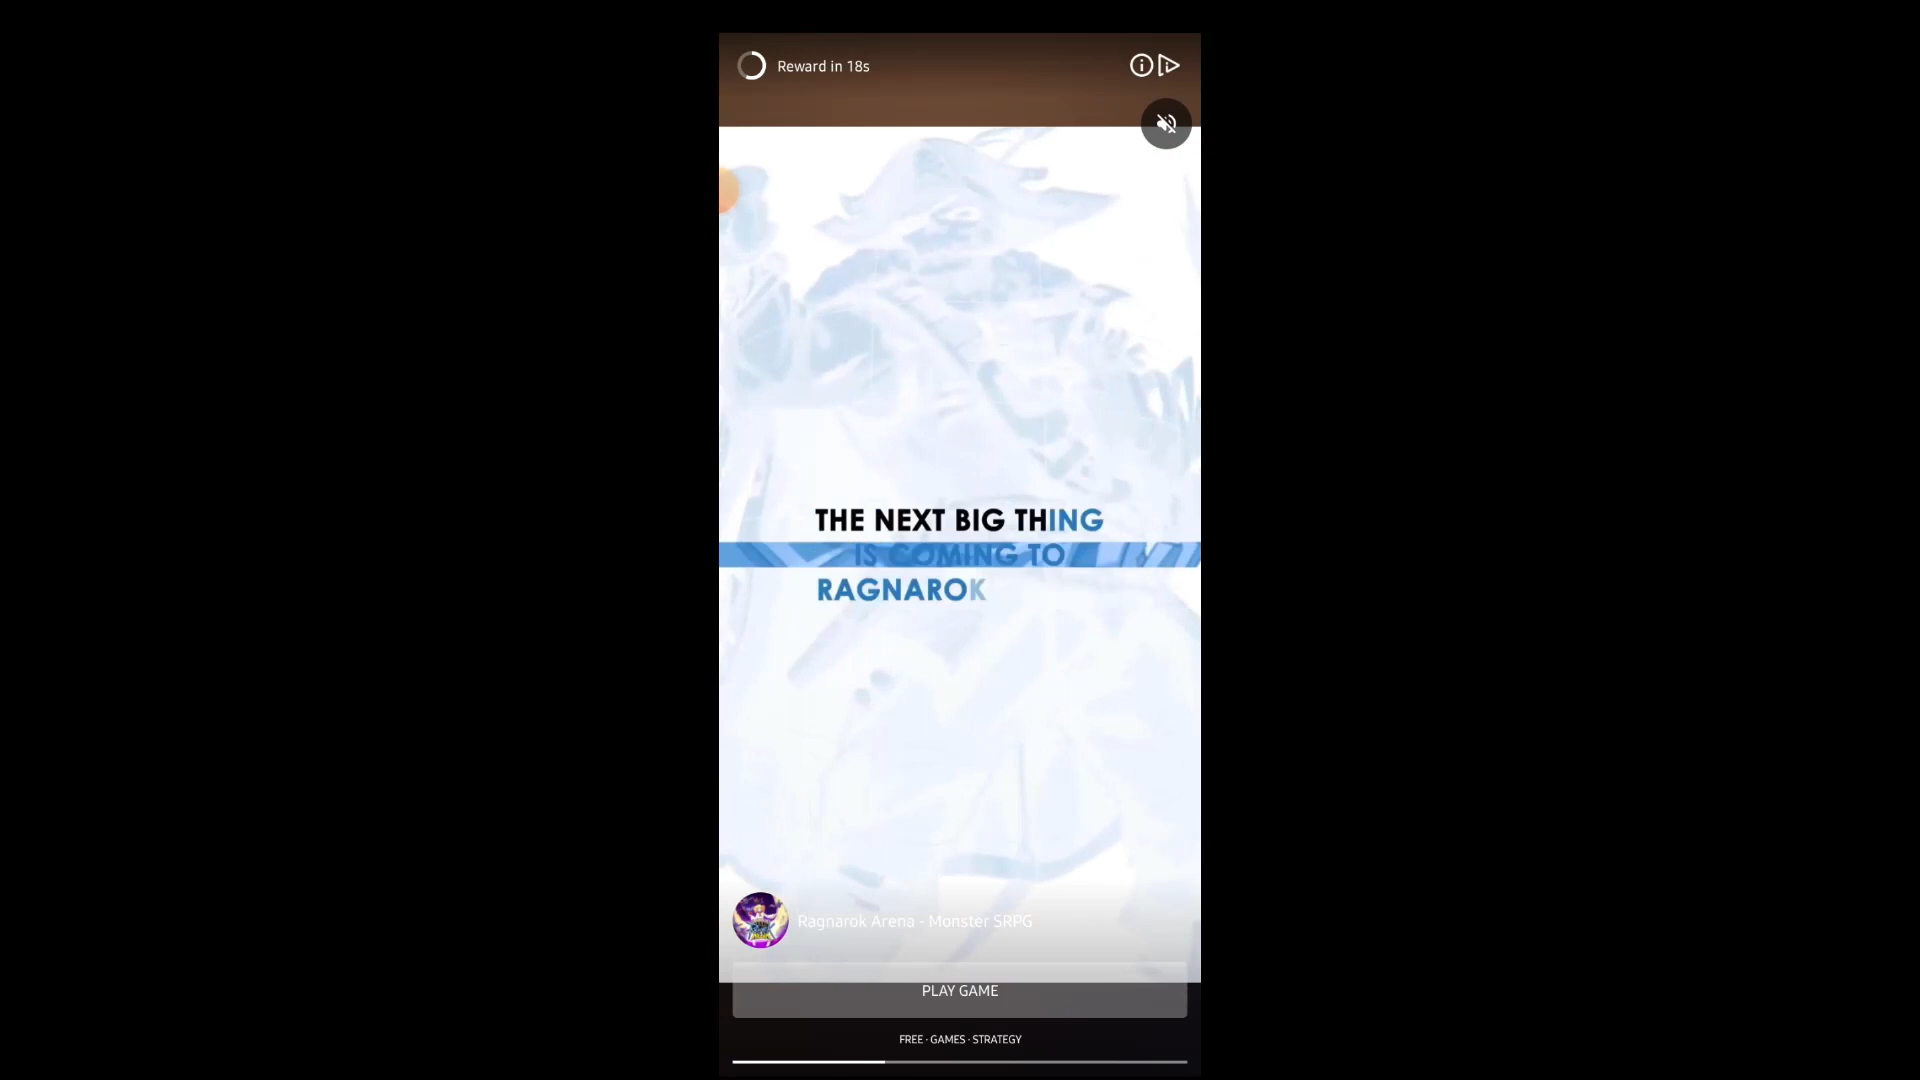 Reward in 18s
THE NEXT BIG THING
IS COMING TO
RAGNAROK
Ragnarok Arena - Monster SRPG
PLAY GAME
FREE · GAMES · STRATEGY